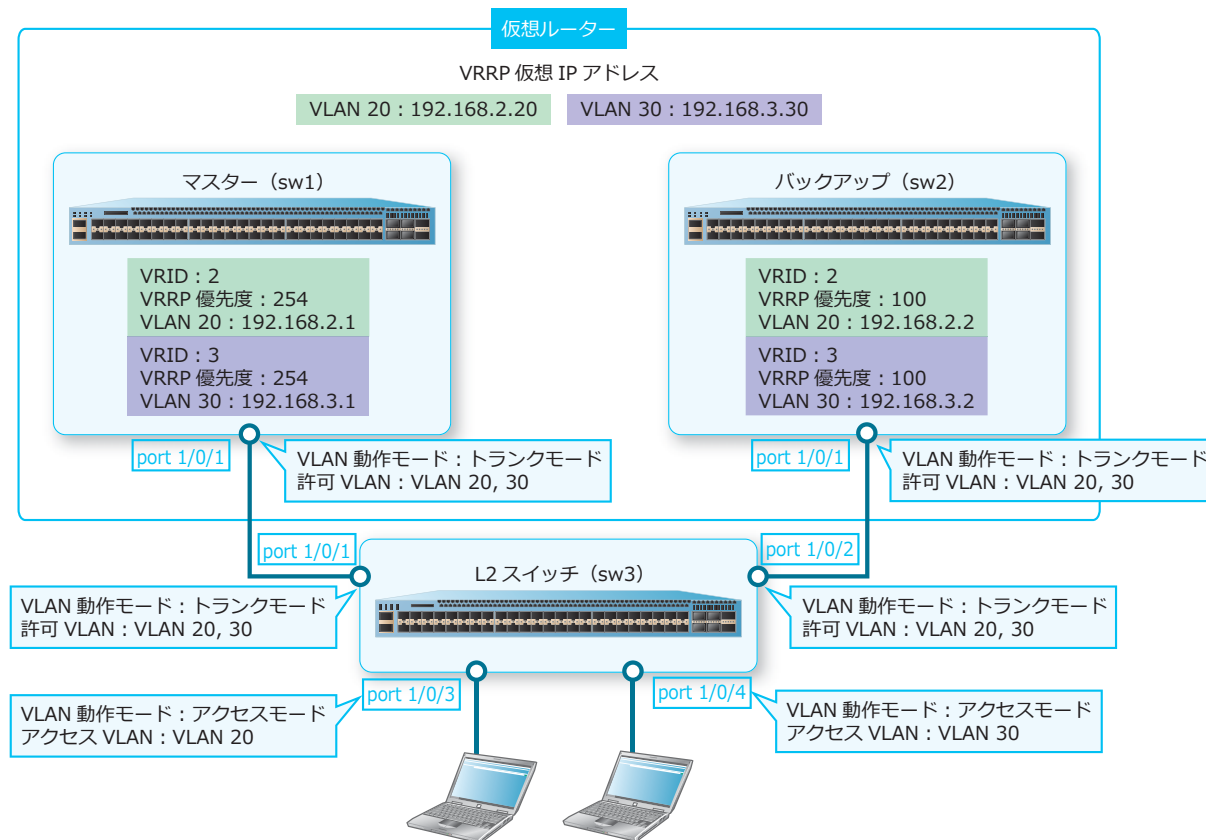 仮想ルーター
VRRP 仮想 IP アドレス
VLAN 20：192.168.2.20
VLAN 30：192.168.3.30
マスター（sw1）
VRID：2
VRRP 優先度：254
VLAN 20：192.168.2.1
VRID：3
VRRP 優先度：254
VLAN 30：192.168.3.1
port 1/0/1
VLAN 動作モード：トランクモード
許可 VLAN：VLAN 20, 30
バックアップ（sw2）
VRID：2
VRRP 優先度：100
VLAN 20：192.168.2.2
VRID：3
VRRP 優先度：100
VLAN 30：192.168.3.2
port 1/0/1
VLAN 動作モード：トランクモード
許可 VLAN：VLAN 20, 30
port 1/0/1
L2 スイッチ（sw3）
port 1/0/2
VLAN 動作モード：トランクモード
許可 VLAN：VLAN 20, 30
VLAN 動作モード：トランクモード
許可 VLAN：VLAN 20, 30
port 1/0/3
VLAN 動作モード：アクセスモード
アクセス VLAN：VLAN 20
port 1/0/4
VLAN 動作モード：アクセスモード
アクセス VLAN：VLAN 30